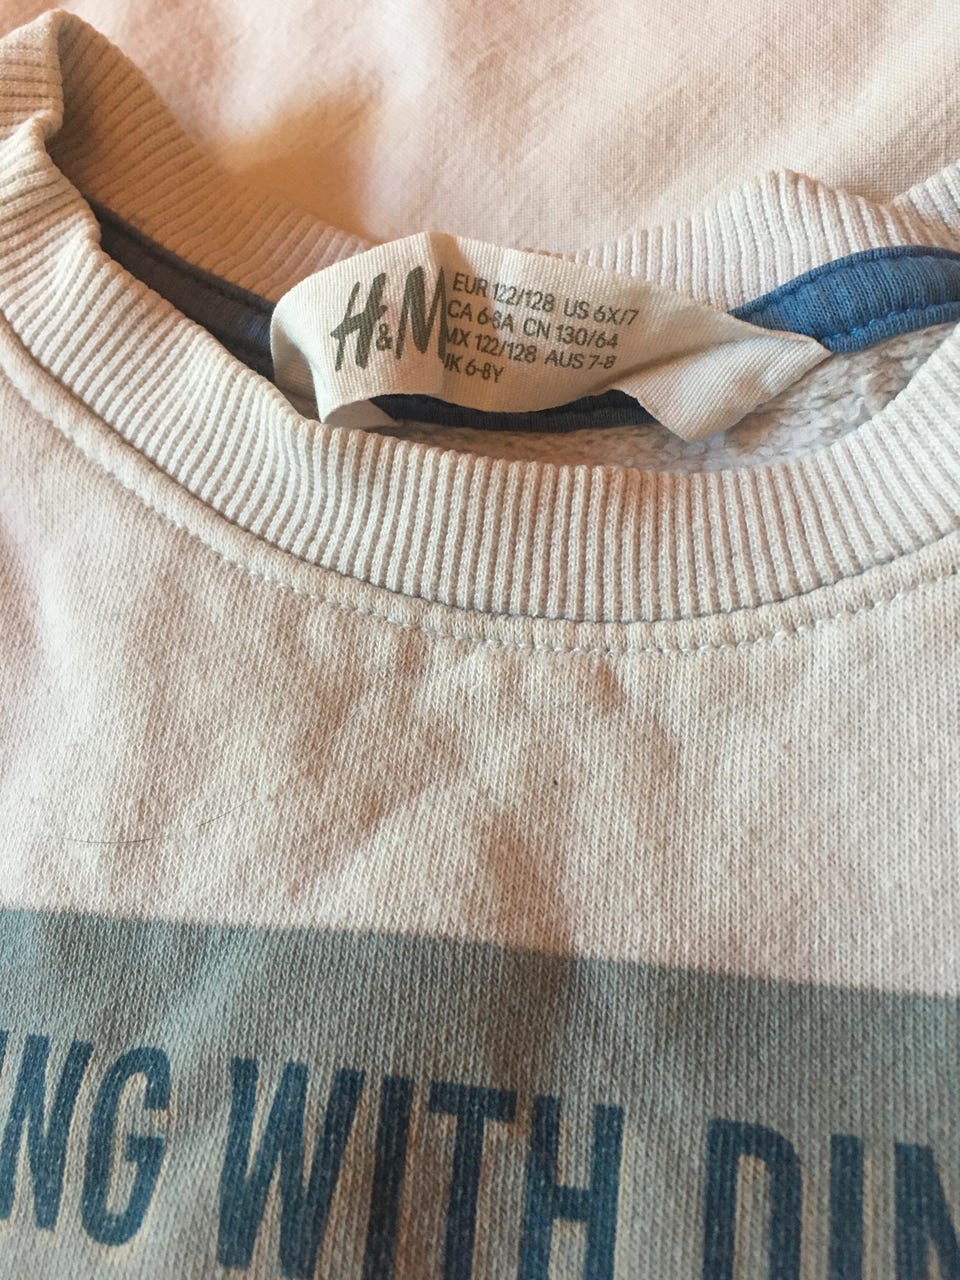 H&M
EUR 122/128 US 6X/7
CA 6-8A CN 130/64
MX 122/128 AUS 7-8
UK 6-8Y
ING WITH DIN